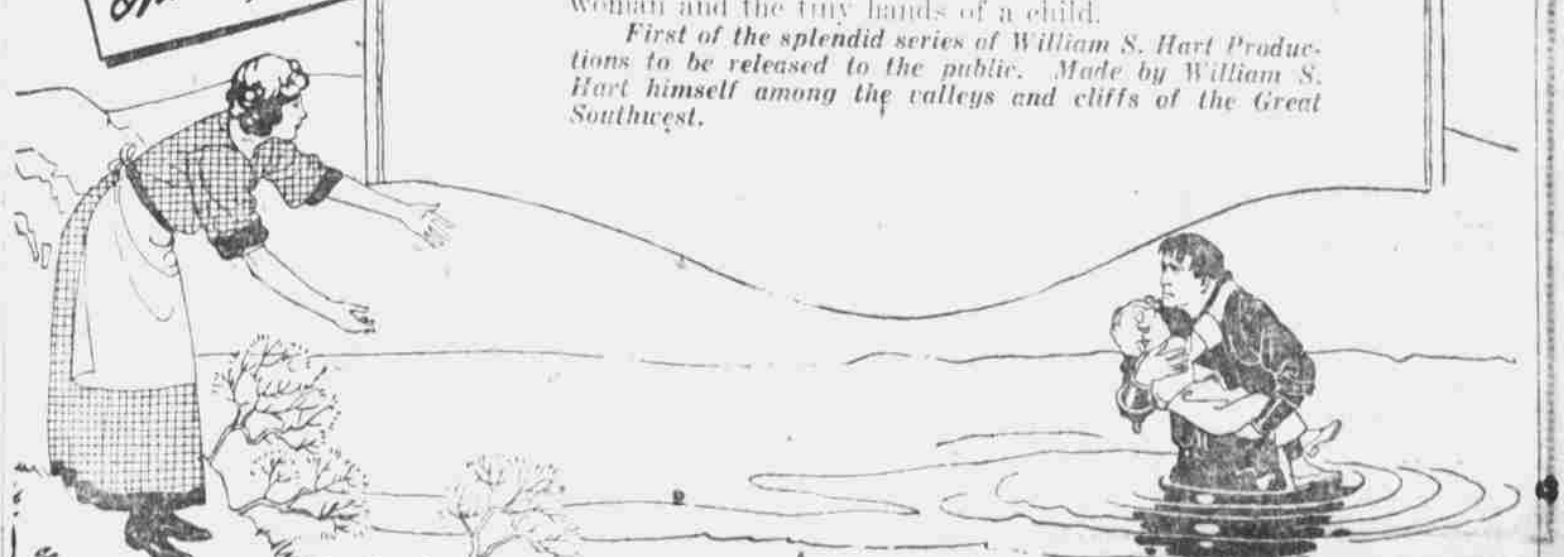 woman and the tiny hands of a child.
First of the splendid series of William S. Hart Produc-
tions to be released to the public. Made by William S.
Hart himself among the valleys and cliffs of the Great
Southwest.